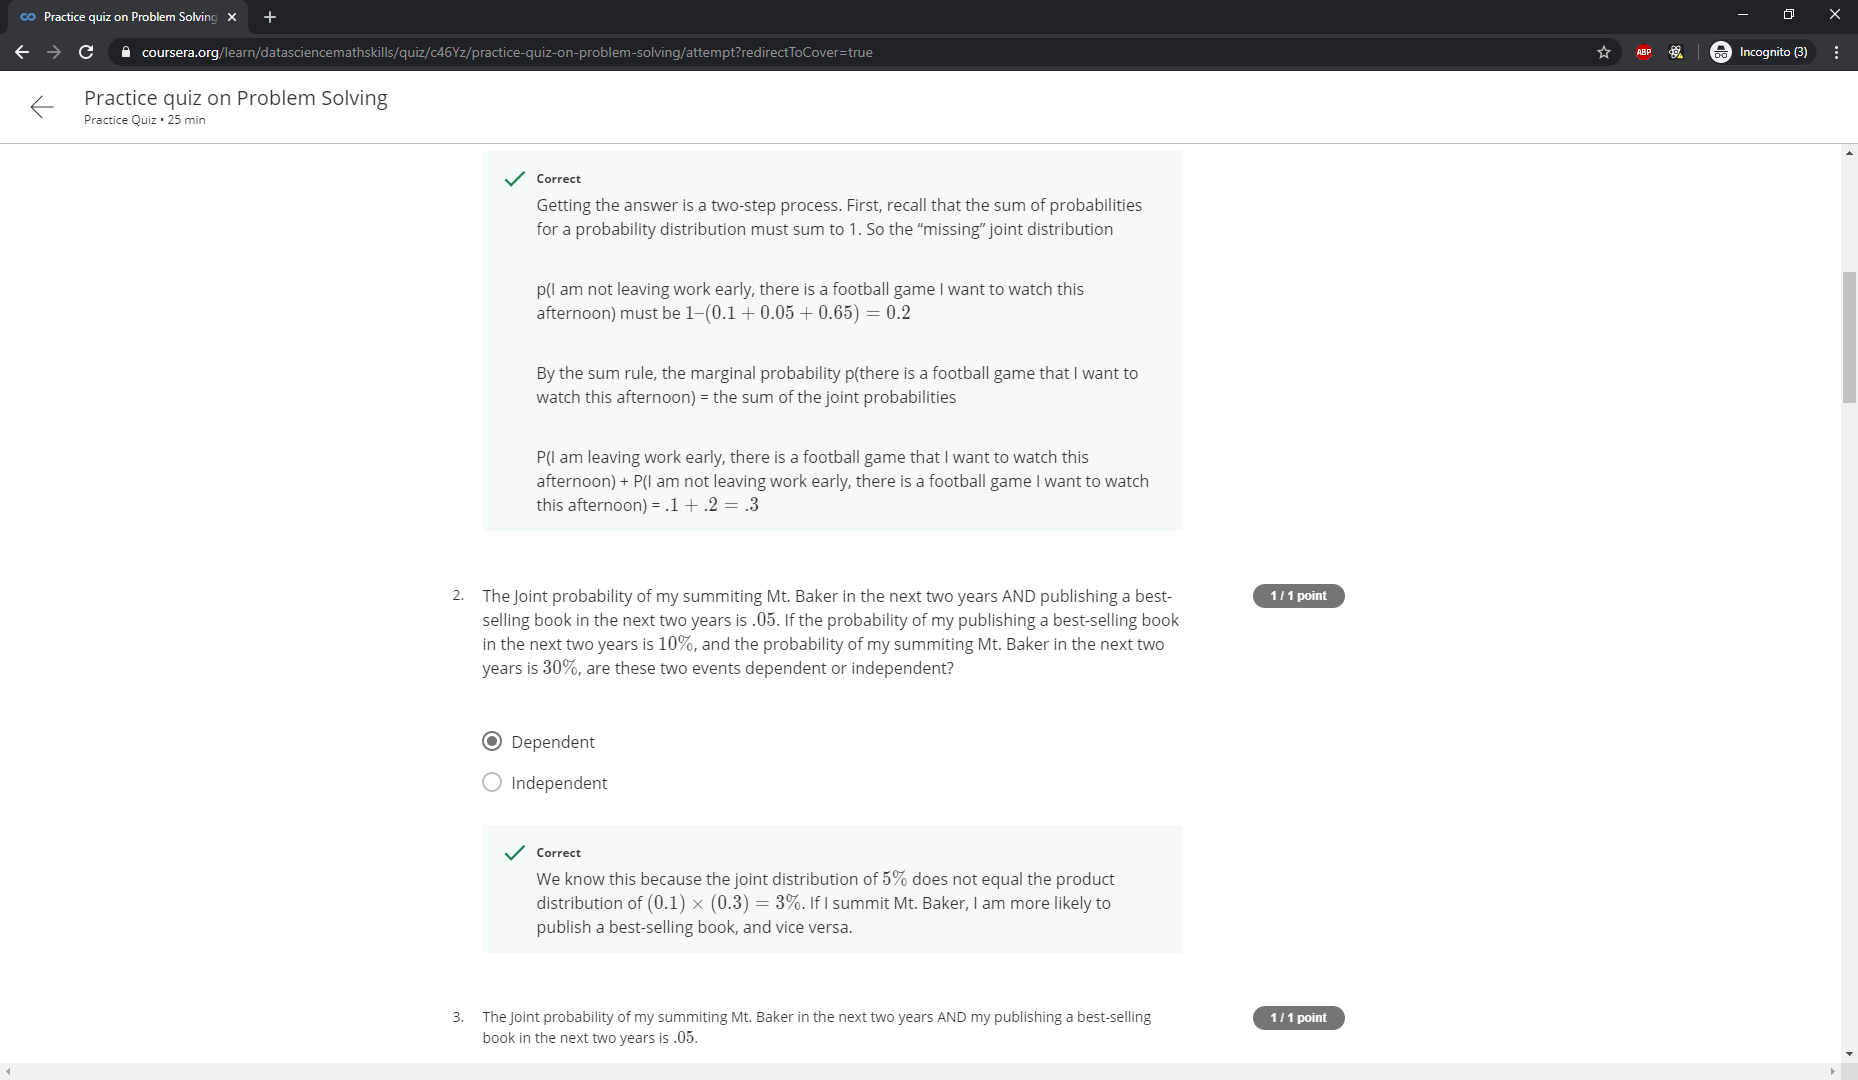 Practice quiz on Problem Solving
coursera.org/learn/datasciencemathskills/quiz/c46Yz/practice-quiz-on-problem-solving/attempt?redirectToCover=true
ABP
Incognito (3)
Practice quiz on Problem Solving
Practice Quiz • 25 min
Correct
Getting the answer is a two-step process. First, recall that the sum of probabilities
for a probability distribution must sum to 1. So the “missing” joint distribution
p(I am not leaving work early, there is a football game I want to watch this
afternoon) must be 1–(0.1 + 0.05 + 0.65) = 0.2
By the sum rule, the marginal probability p(there is a football game that I want to
watch this afternoon) = the sum of the joint probabilities
P(I am leaving work early, there is a football game that I want to watch this
afternoon) + P(I am not leaving work early, there is a football game I want to watch
this afternoon) = .1 + .2 = .3
2. The Joint probability of my summiting Mt. Baker in the next two years AND publishing a best-
1 / 1 point
selling book in the next two years is .05. If the probability of my publishing a best-selling book
in the next two years is 10%, and the probability of my summiting Mt. Baker in the next two
years is 30%, are these two events dependent or independent?
Dependent
Independent
Correct
We know this because the joint distribution of 5% does not equal the product
distribution of (0.1) × (0.3) = 3%. If I summit Mt. Baker, I am more likely to
publish a best-selling book, and vice versa.
3. The Joint probability of my summiting Mt. Baker in the next two years AND my publishing a best-selling
1 / 1 point
book in the next two years is .05.